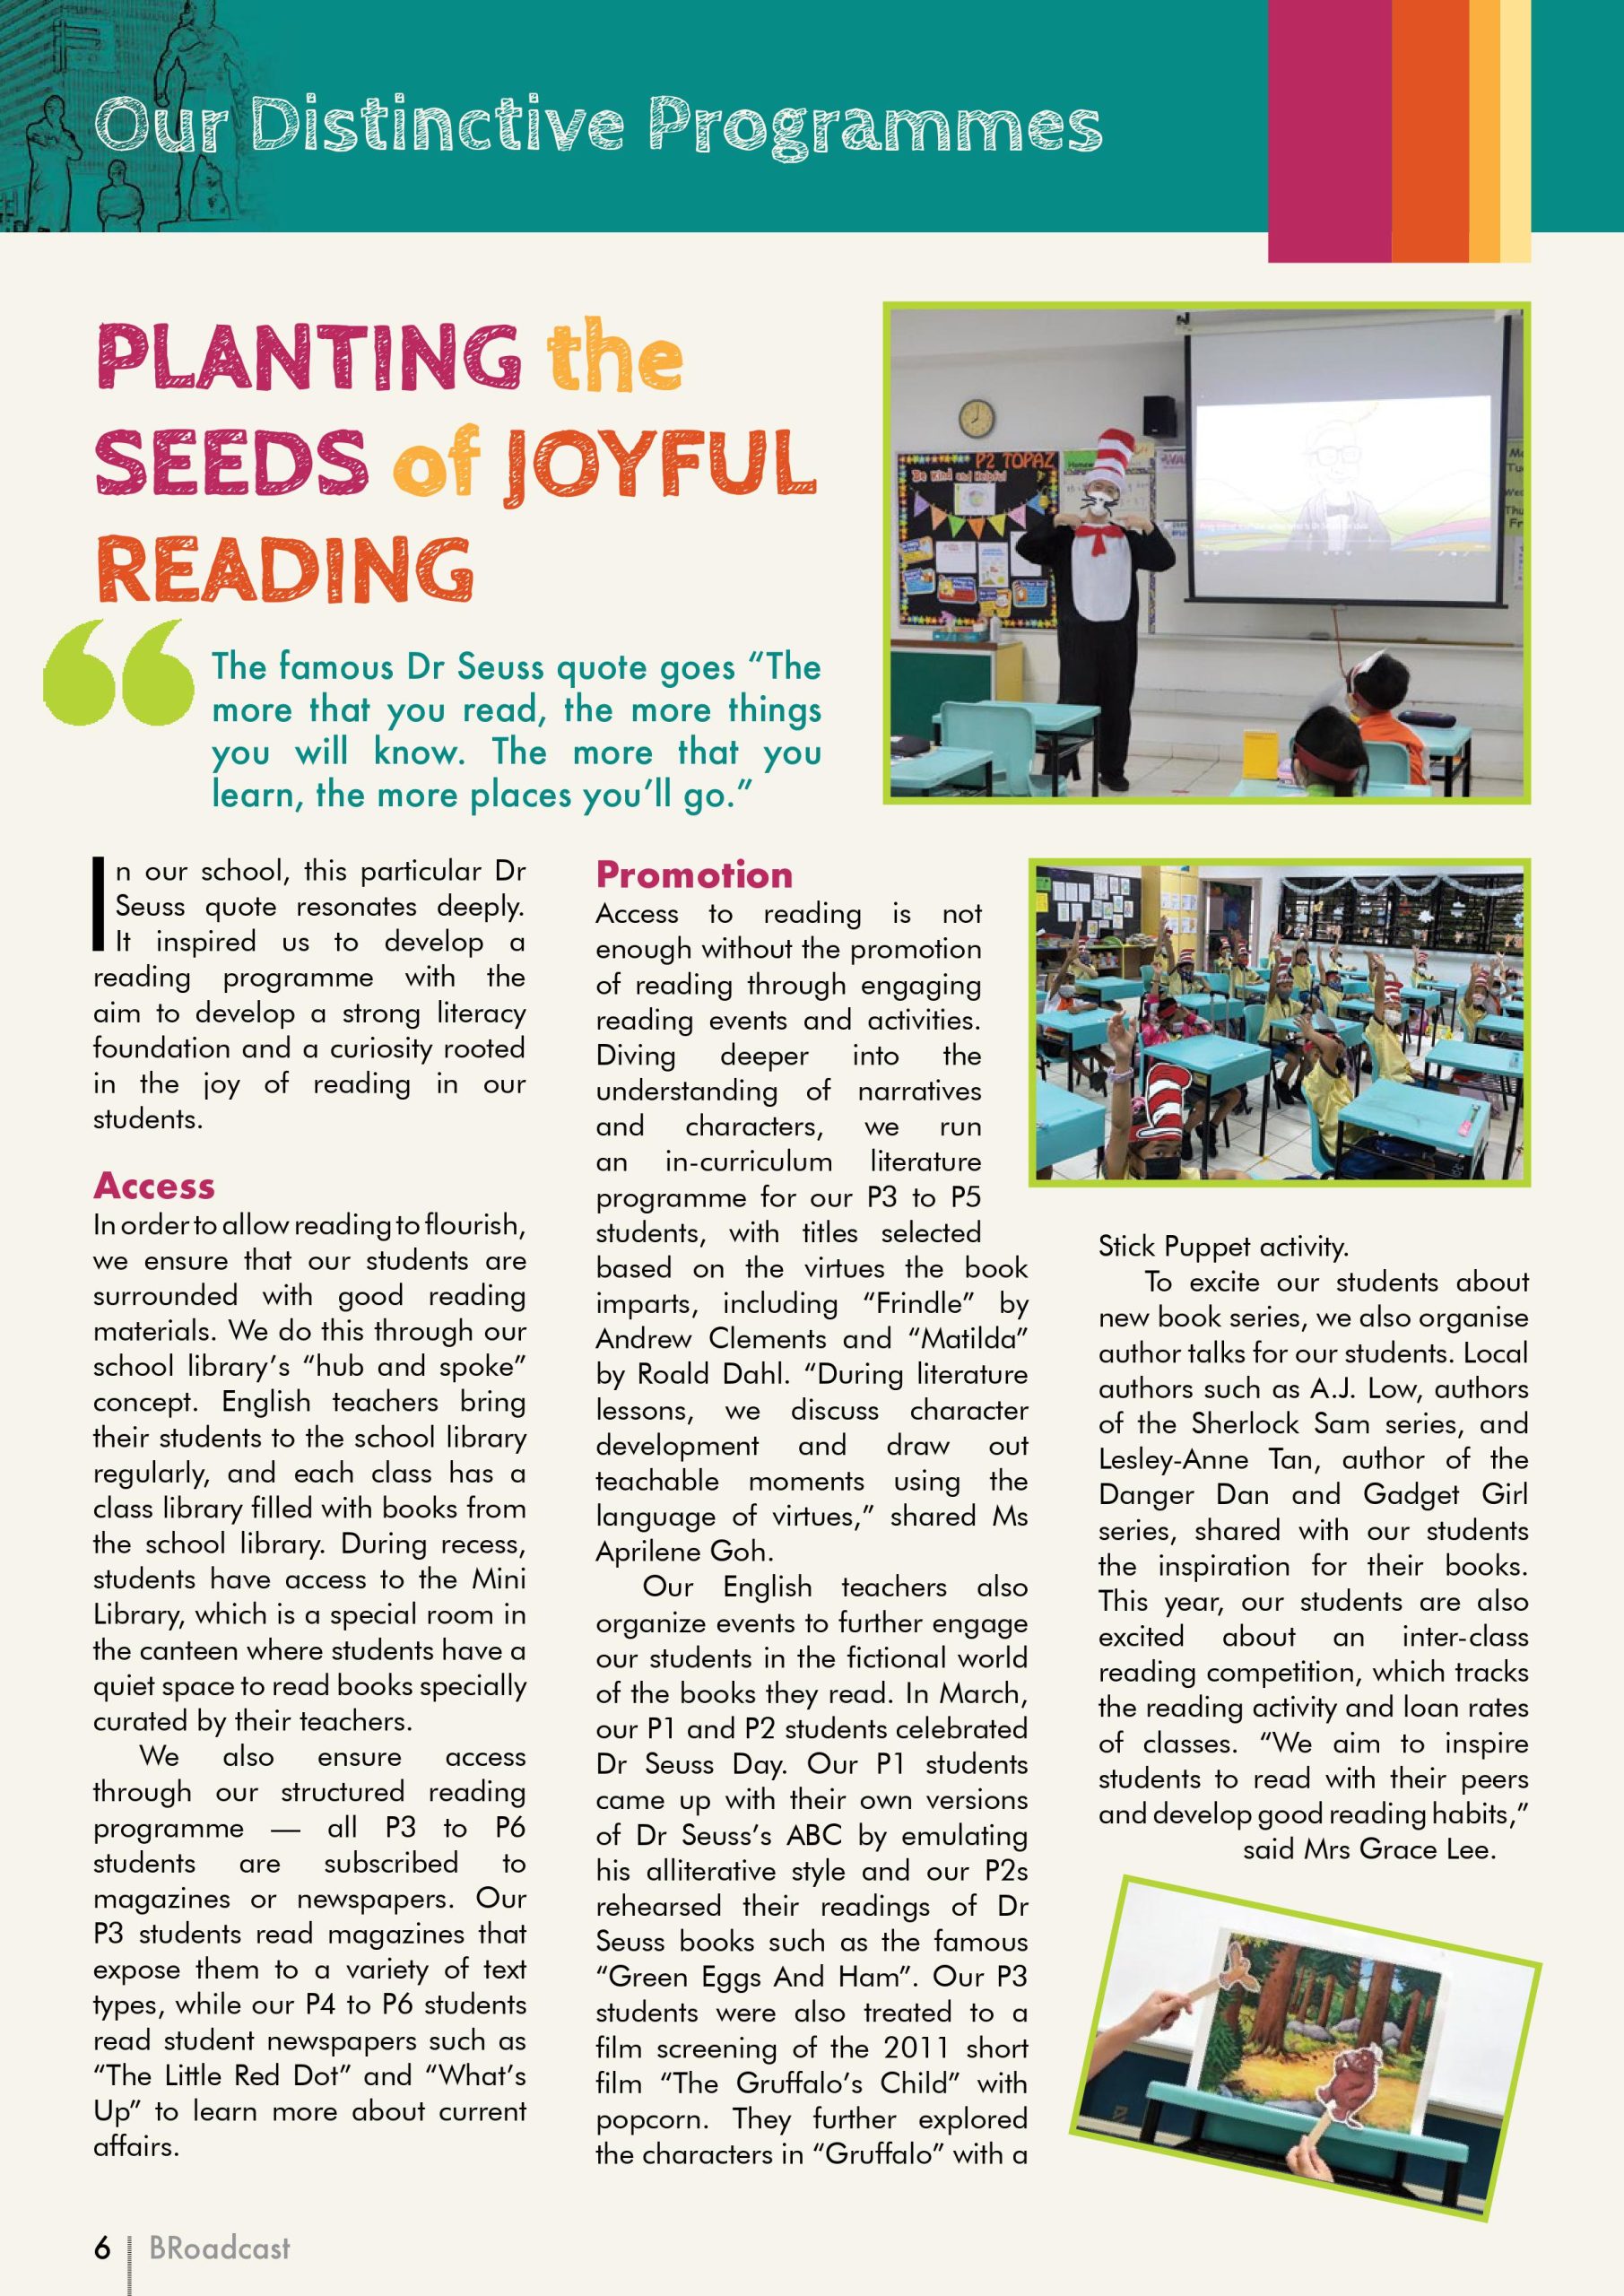 Our Distinctive Programmes
PLANTING the
SEEDS of JOYFUL
READING
“
The famous Dr Seuss quote goes “The
more that you read, the more things
you will know. The more that you
learn, the more places you’ll go.”
P2 TOPAZ
Be Kind and Helpful
In our school, this particular Dr
Seuss quote resonates deeply.
It inspired us to develop a
reading programme with the
aim to develop a strong literacy
foundation and a curiosity rooted
in the joy of reading in our
students.
Access
In order to allow reading to flourish,
we ensure that our students are
surrounded with good reading
materials. We do this through our
school library’s “hub and spoke”
concept. English teachers bring
their students to the school library
regularly, and each class has a
class library filled with books from
the school library. During recess,
students have access to the Mini
Library, which is a special room in
the canteen where students have a
quiet space to read books specially
curated by their teachers.
We also ensure access
through our structured reading
programme — all P3 to P6
students are subscribed to
magazines or newspapers. Our
P3 students read magazines that
expose them to a variety of text
types, while our P4 to P6 students
read student newspapers such as
“The Little Red Dot” and “What’s
Up” to learn more about current
affairs.
Promotion
Access to reading is not
enough without the promotion
of reading through engaging
reading events and activities.
Diving deeper into the
understanding of narratives
and characters, we run
an in-curriculum literature
programme for our P3 to P5
students, with titles selected
based on the virtues the book
imparts, including “Frindle” by
Andrew Clements and “Matilda”
by Roald Dahl. “During literature
lessons, we discuss character
development and draw out
teachable moments using the
language of virtues,” shared Ms
Aprilene Goh.
Our English teachers also
organize events to further engage
our students in the fictional world
of the books they read. In March,
our P1 and P2 students celebrated
Dr Seuss Day. Our P1 students
came up with their own versions
of Dr Seuss’s ABC by emulating
his alliterative style and our P2s
rehearsed their readings of Dr
Seuss books such as the famous
“Green Eggs And Ham”. Our P3
students were also treated to a
film screening of the 2011 short
film “The Gruffalo’s Child” with
popcorn. They further explored
the characters in “Gruffalo” with a
Stick Puppet activity.
To excite our students about
new book series, we also organise
author talks for our students. Local
authors such as A.J. Low, authors
of the Sherlock Sam series, and
Lesley-Anne Tan, author of the
Danger Dan and Gadget Girl
series, shared with our students
the inspiration for their books.
This year, our students are also
excited about an inter-class
reading competition, which tracks
the reading activity and loan rates
of classes. “We aim to inspire
students to read with their peers
and develop good reading habits,”
said Mrs Grace Lee.
6
BRoadcast